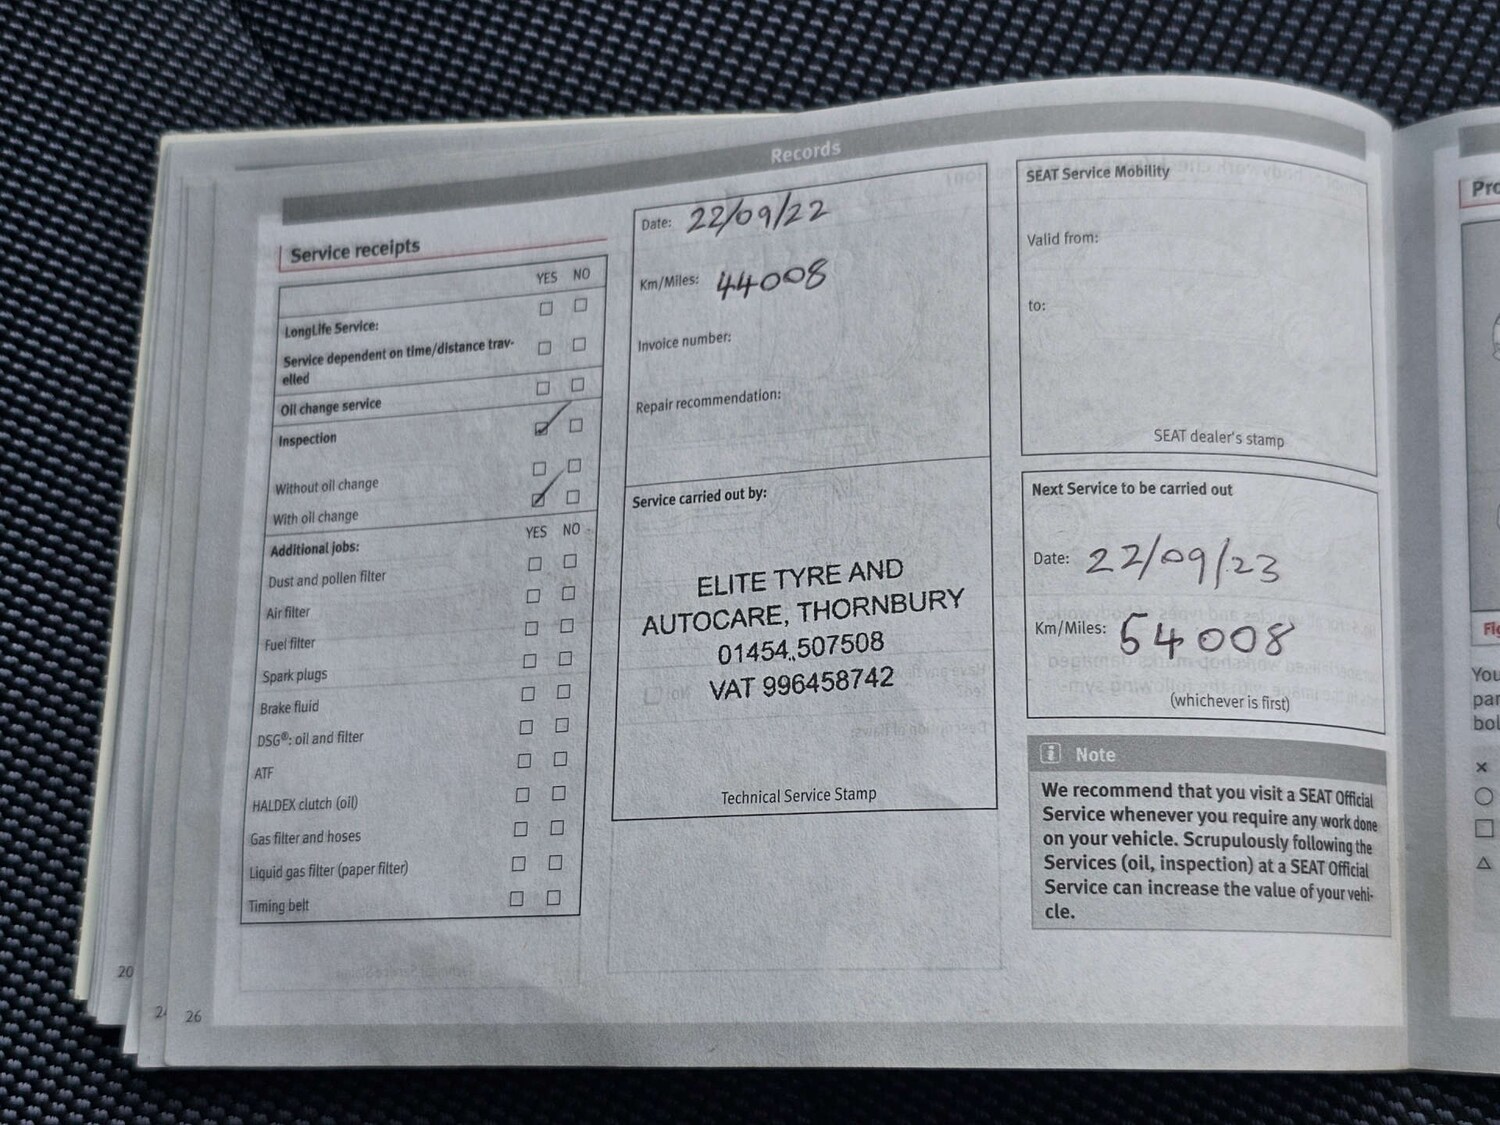 Records
Service receipts
YES NO
LongLife Service:
Service dependent on time/distance trav-
elled
Oil change service
Inspection
Without oil change
With oil change
YES NO
Additional jobs:
Dust and pollen filter
Air filter
Fuel filter
Spark plugs
Brake fluid
DSG®: oil and filter
ATF
HALDEX clutch (oil)
Gas filter and hoses
Liquid gas filter (paper filter)
Timing belt
Date: 22/09/22
Km/Miles: 44008
Invoice number:
Repair recommendation:
Service carried out by:
ELITE TYRE AND
AUTOCARE, THORNBURY
01454 507508
VAT 996458742
Technical Service Stamp
SEAT Service Mobility
Valid from:
to:
SEAT dealer's stamp
Next Service to be carried out
Date: 22/09/23
Km/Miles: 54008
(whichever is first)
i Note
We recommend that you visit a SEAT Official
Service whenever you require any work done
on your vehicle. Scrupulously following the
Services (oil, inspection) at a SEAT Official
Service can increase the value of your vehi-
cle.
20
26